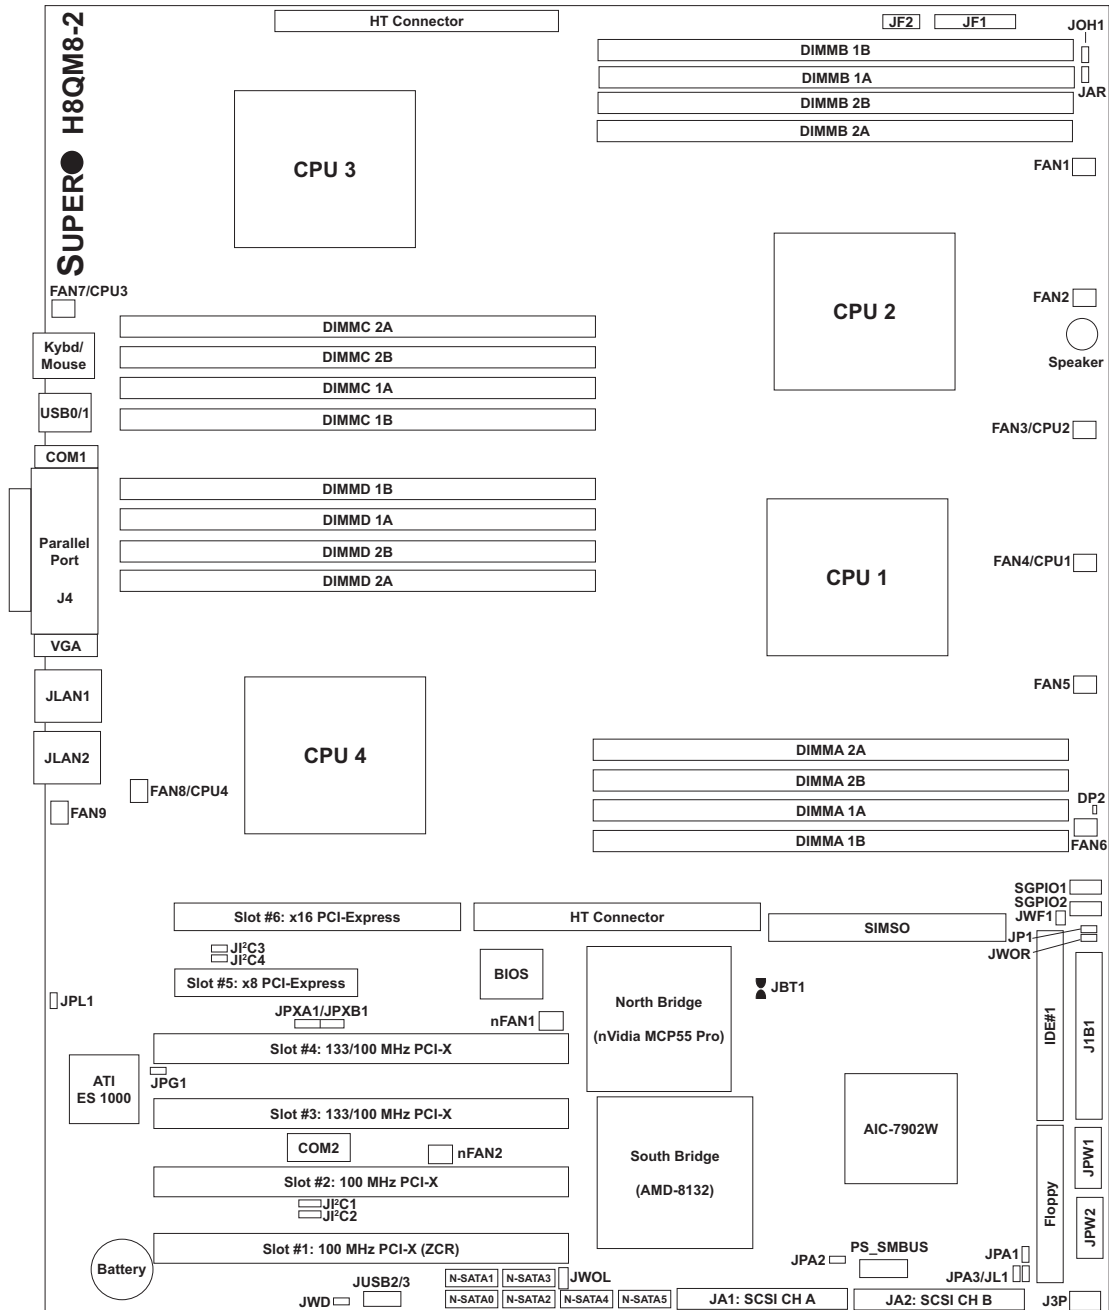 SUPER● H8QM8-2
HT Connector
JF2
JF1
JOH1
DIMMB 1B
DIMMB 1A
JAR
DIMMB 2B
DIMMB 2A
CPU 3
FAN1
CPU 2
FAN2
Speaker
FAN7/CPU3
DIMMC 2A
Kybd/
Mouse
DIMMC 2B
DIMMC 1A
USB0/1
DIMMC 1B
FAN3/CPU2
COM1
DIMMD 1B
DIMMD 1A
Parallel
Port
DIMMD 2B
DIMMD 2A
J4
CPU 1
FAN4/CPU1
VGA
JLAN1
FAN5
JLAN2
CPU 4
DIMMA 2A
FAN8/CPU4
DIMMA 2B
FAN9
DIMMA 1A
DP2
DIMMA 1B
FAN6
SGPIO1
SGPIO2
Slot #6: x16 PCI-Express
HT Connector
SIMSO
JWF1
JP1
JWOR
JI²C3
JI²C4
BIOS
Slot #5: x8 PCI-Express
JBT1
JPL1
North Bridge
(nVidia MCP55 Pro)
JPXA1/JPXB1
nFAN1
IDE#1
J1B1
Slot #4: 133/100 MHz PCI-X
ATI
ES 1000
JPG1
Slot #3: 133/100 MHz PCI-X
AIC-7902W
COM2
nFAN2
South Bridge
(AMD-8132)
JPW1
Slot #2: 100 MHz PCI-X
JI²C1
JI²C2
Floppy
JPW2
Slot #1: 100 MHz PCI-X (ZCR)
Battery
JPA2
PS_SMBUS
JPA1
N-SATA1
N-SATA3
JWOL
JPA3/JL1
JUSB2/3
JWD
N-SATA0
N-SATA2
N-SATA4
N-SATA5
JA1: SCSI CH A
JA2: SCSI CH B
J3P